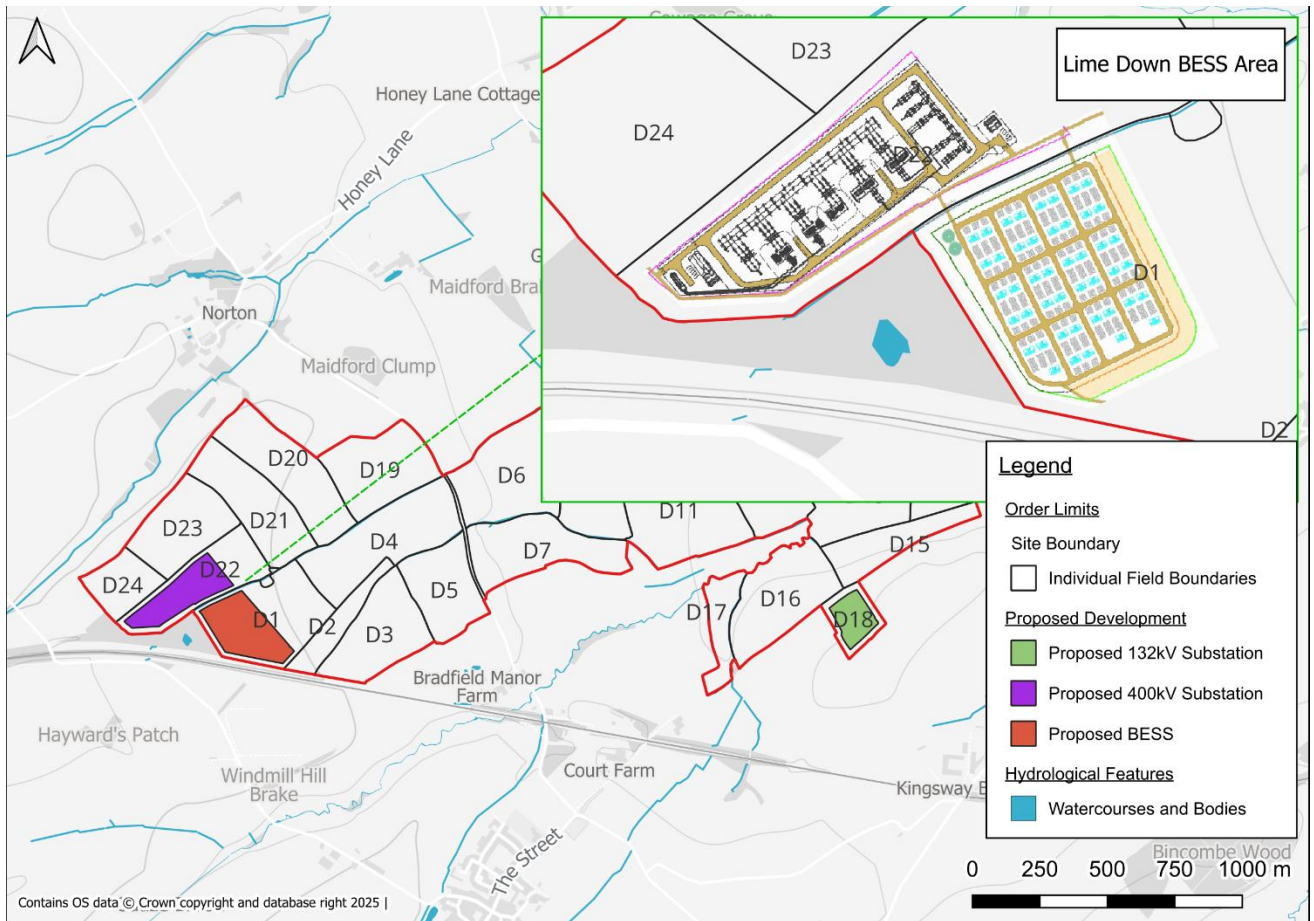 Lime Down BESS Area
D23
D24
D22
D1
D2
Honey Lane Cottage
Honey Lane
Norton
Maidford Clump
D20
D19
D6
D23
D21
D11
D4
D7
D15
D24
D22
D5
D1
D2
D17
D16
D3
D18
Bradfield Manor
Farm
Hayward's Patch
Windmill Hill
Brake
Court Farm
The Street
Legend
Order Limits
Site Boundary
Individual Field Boundaries
Proposed Development
Proposed 132kV Substation
Proposed 400kV Substation
Proposed BESS
Hydrological Features
Watercourses and Bodies
Kingsway
Bincombe Wood
0 250 500 750 1000 m
Contains OS data © Crown copyright and database right 2025 |